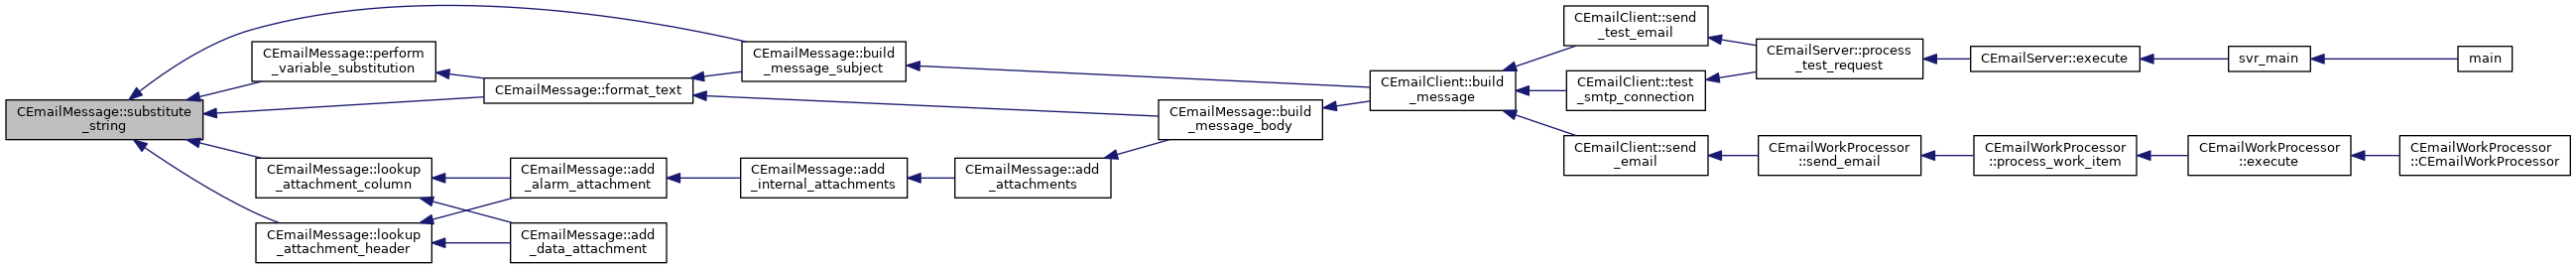 CEmailMessage::substitute
_string
CEmailMessage::perform
_variable_substitution
CEmailMessage::format_text
CEmailMessage::lookup
_attachment_column
CEmailMessage::lookup
_attachment_header
CEmailMessage::build
_message_subject
CEmailMessage::add
_alarm_attachment
CEmailMessage::add
_data_attachment
CEmailMessage::add
_internal_attachments
CEmailMessage::add
_attachments
CEmailMessage::build
_message_body
CEmailClient::build
_message
CEmailClient::send
_test_email
CEmailClient::test
_smtp_connection
CEmailClient::send
_email
CEmailServer::process
_test_request
CEmailServer::execute
svr_main
main
CEmailWorkProcessor
::send_email
CEmailWorkProcessor
::process_work_item
CEmailWorkProcessor
::execute
CEmailWorkProcessor
::CEmailWorkProcessor